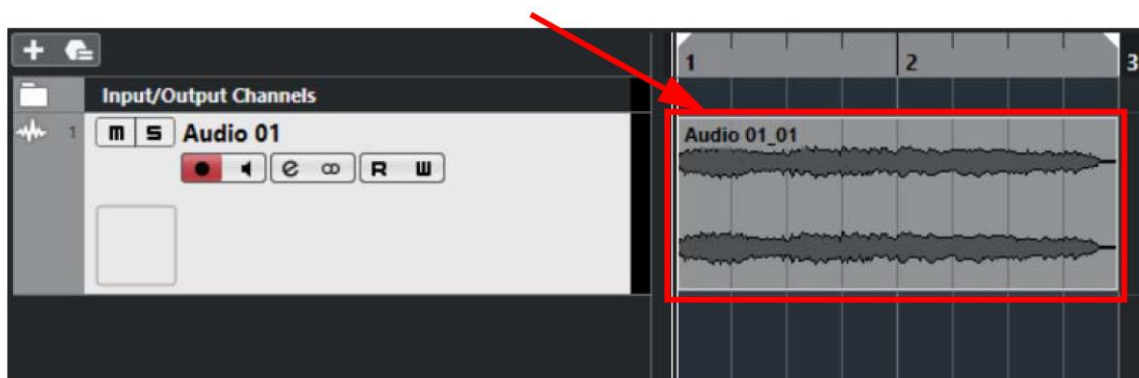 1 2 3
Input/Output Channels
1 m S Audio 01
R W
Audio 01_01